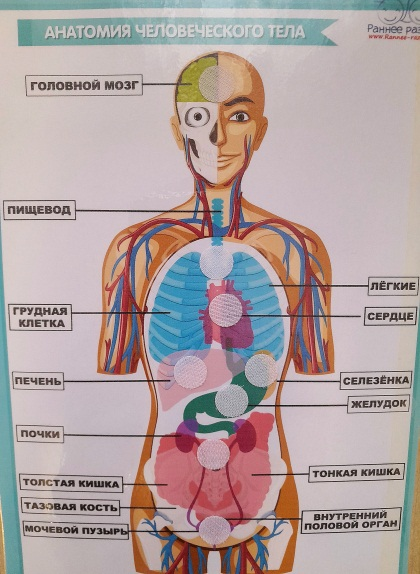 АНАТОМИЯ ЧЕЛОВЕЧЕСКОГО ТЕЛА
Раннее
ГОЛОВНОЙ МОЗГ
ПИЩЕВОД
ЛЁГКИЕ
ГРУДНАЯ
КЛЕТКА
СЕРДЦЕ
ПЕЧЕНЬ
СЕЛЕЗЁНКА
ЖЕЛУДОК
ПОЧКИ
ТОНКАЯ КИШКА
ТОЛСТАЯ КИШКА
ТАЗОВАЯ КОСТЬ
ВНУТРЕННИЙ
ПОЛОВОЙ ОРГАН
МОЧЕВОЙ ПУЗЫРЬ